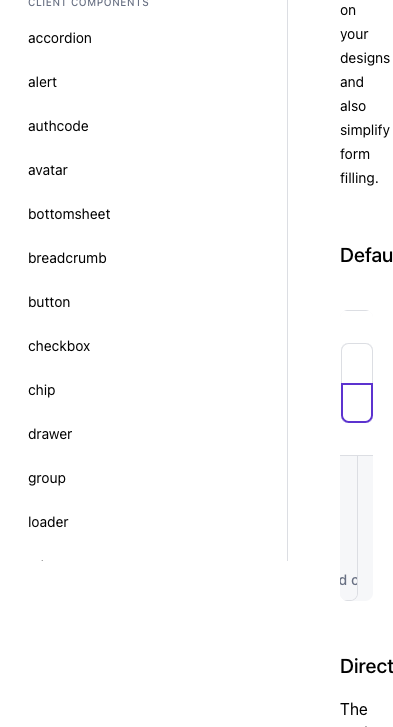 CLIENT COMPONENTS
accordion
alert
authcode
avatar
bottomsheet
breadcrumb
button
checkbox
chip
drawer
group
loader
on
your
designs
and
also
simplify
form
filling.
Defau
d c
Direct
The